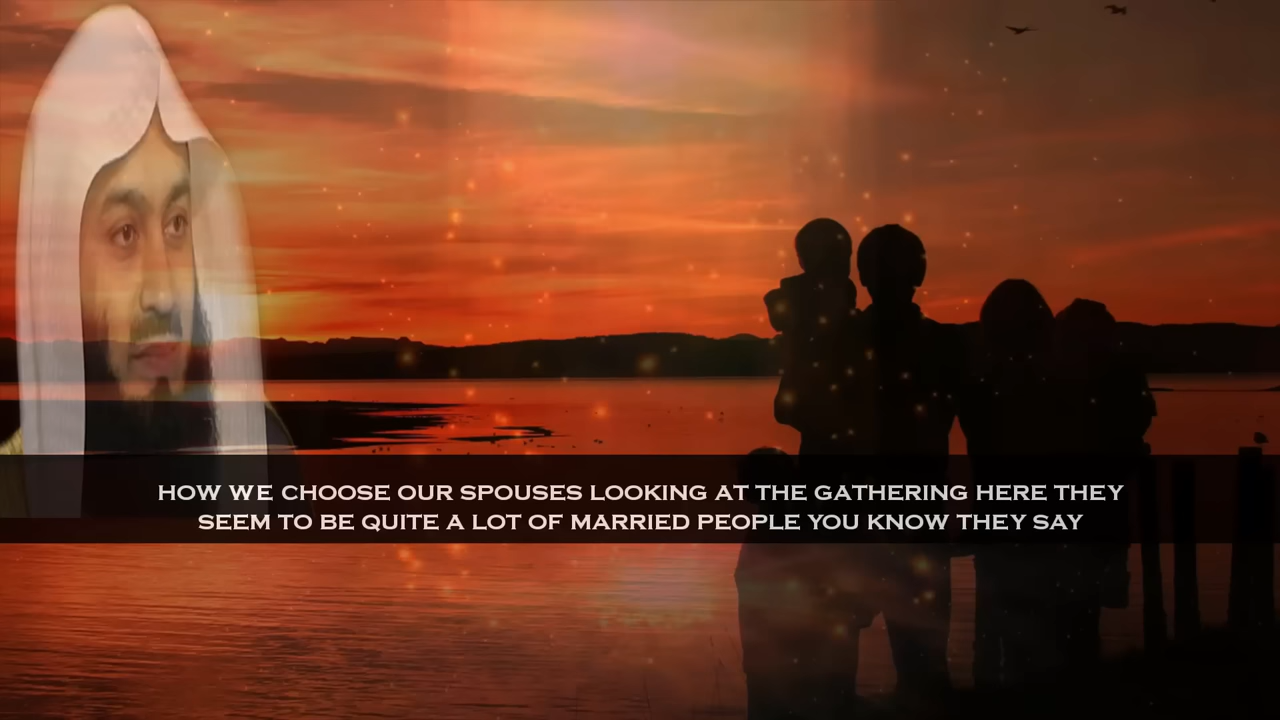 HOW WE CHOOSE OUR SPOUSES LOOKING AT THE GATHERING HERE THEY
SEEM TO BE QUITE A LOT OF MARRIED PEOPLE YOU KNOW THEY SAY